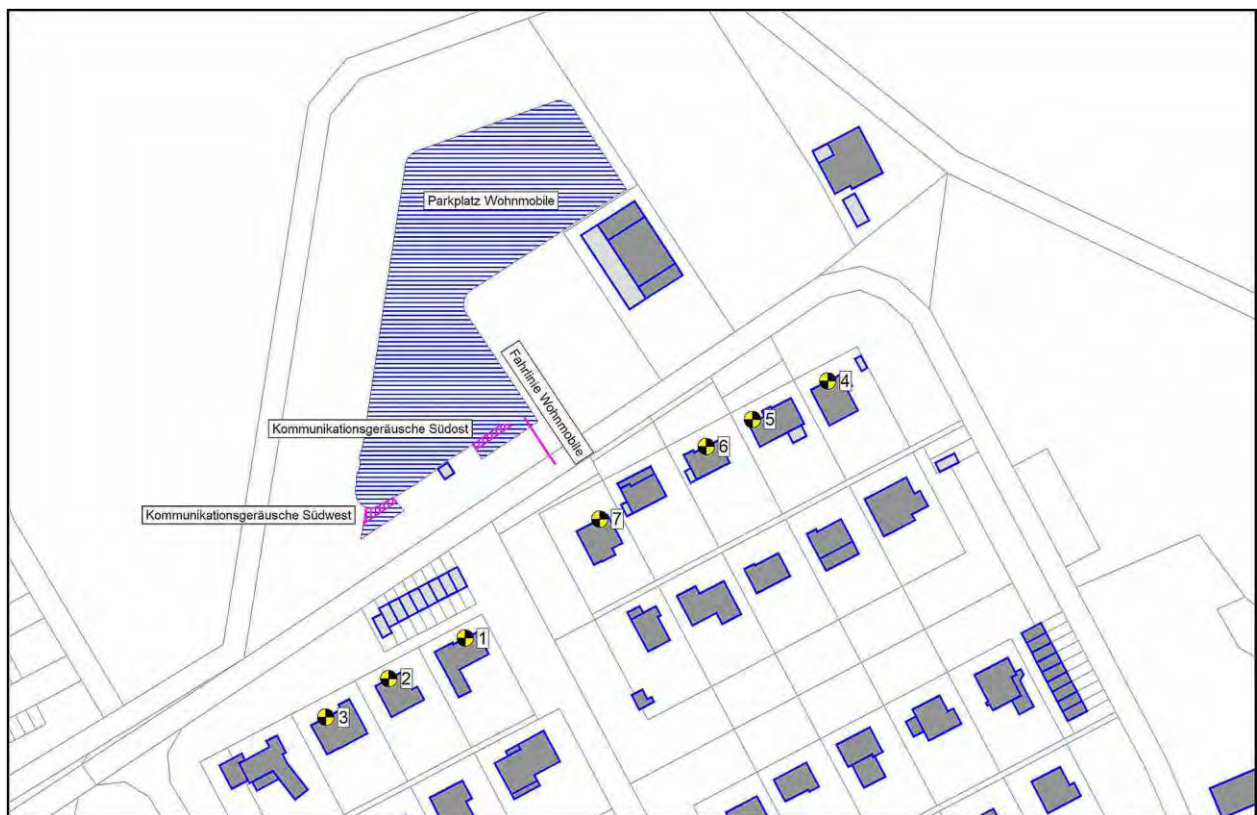 Parkplatz Wohnmobile
Fahrlinie Wohnmobile
4
Kommunikationsgeräusche Südost
5
6
Kommunikationsgeräusche Südwest
7
1
2
3